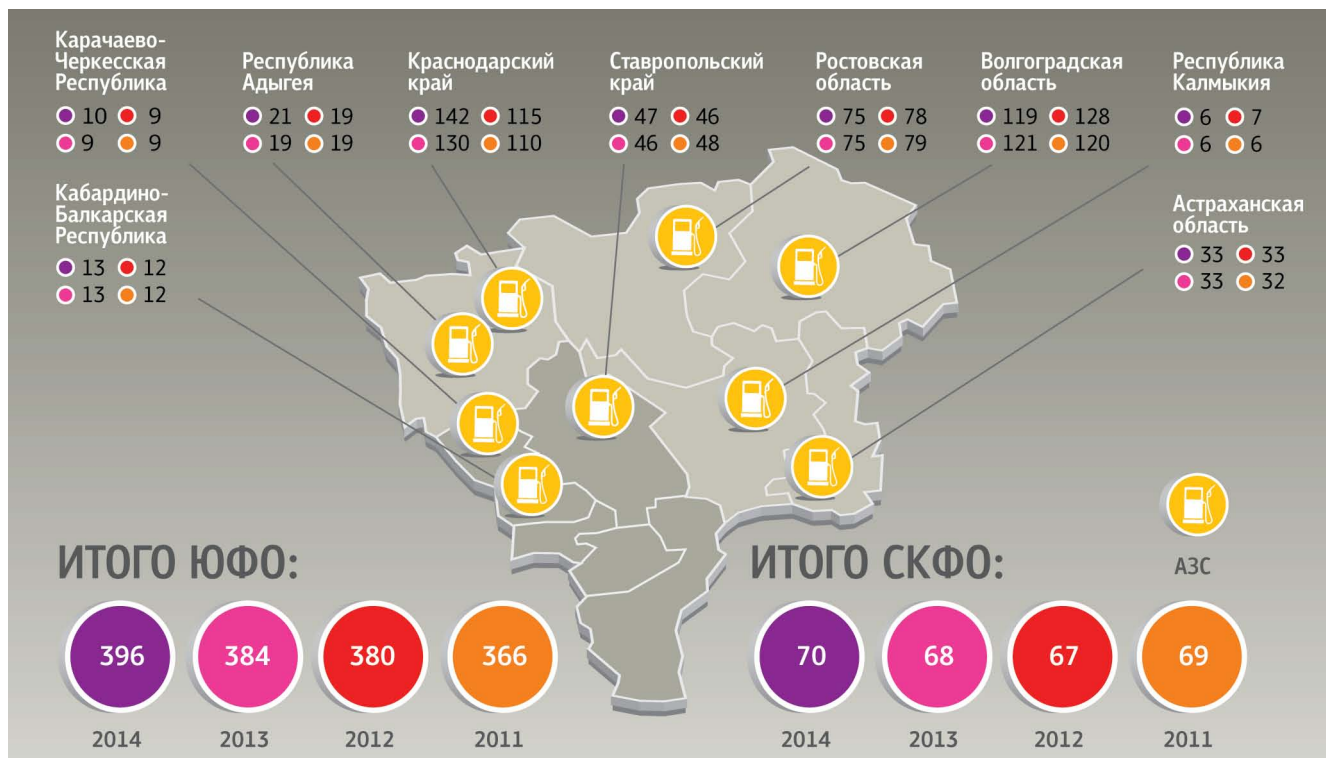 Карачаево-
Черкесская
Республика
10 9
9 9
Республика
Адыгея
21 19
19 19
Краснодарский
край
142 115
130 110
Ставропольский
край
47 46
46 48
Ростовская
область
75 78
75 79
Волгоградская
область
119 128
121 120
Республика
Калмыкия
6 7
6 6
Кабардино-
Балкарская
Республика
13 12
13 12
Астраханская
область
33 33
33 32
АЗС
ИТОГО ЮФО:
396 384 380 366
2014 2013 2012 2011
ИТОГО СКФО:
70 68 67 69
2014 2013 2012 2011